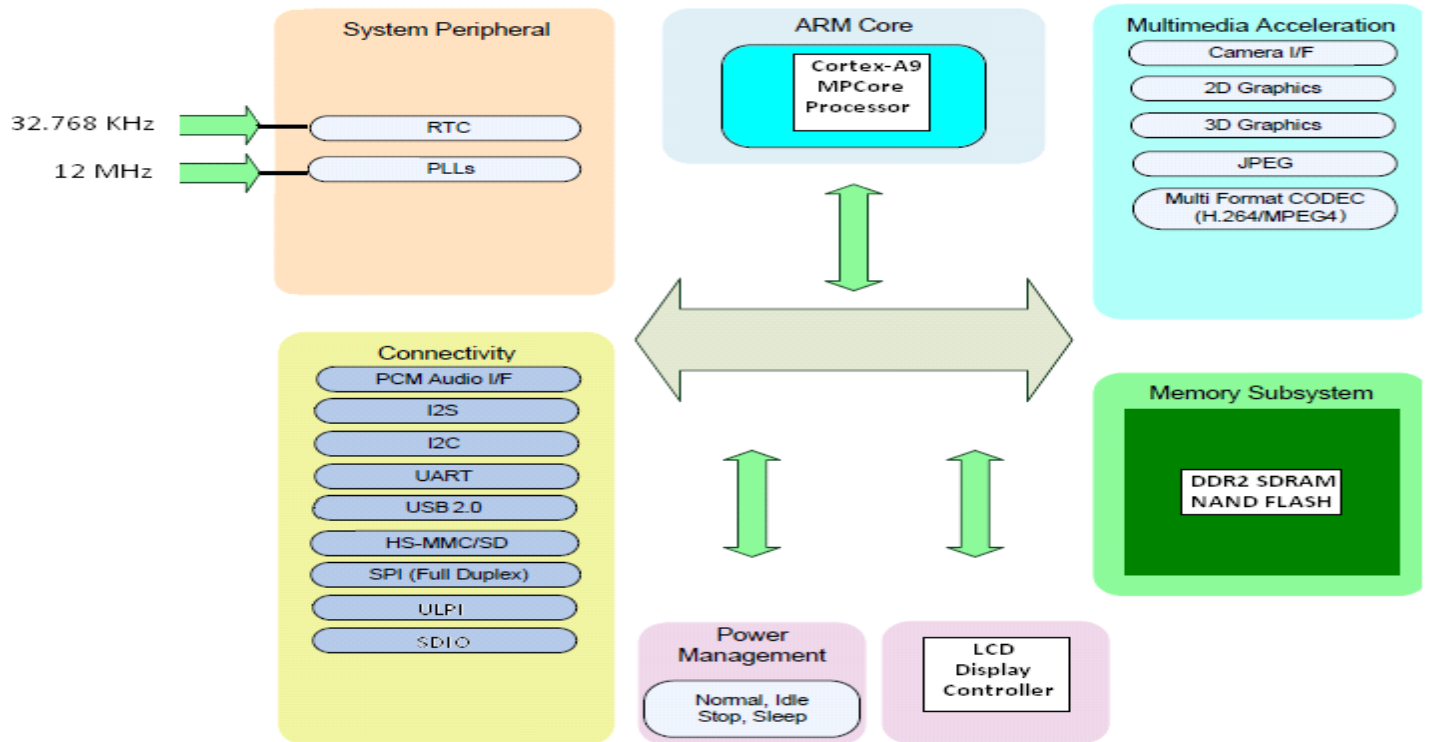 System Peripheral
32.768 KHz
RTC
12 MHz
PLLs
ARM Core
Cortex-A9
MPCore
Processor
Multimedia Acceleration
Camera I/F
2D Graphics
3D Graphics
JPEG
Multi Format CODEC
(H.264/MPEG4)
Connectivity
PCM Audio I/F
I2S
I2C
UART
USB 2.0
HS-MMC/SD
SPI (Full Duplex)
ULPI
SDIO
Memory Subsystem
DDR2 SDRAM
NAND FLASH
Power
Management
Normal, Idle
Stop, Sleep
LCD
Display
Controller